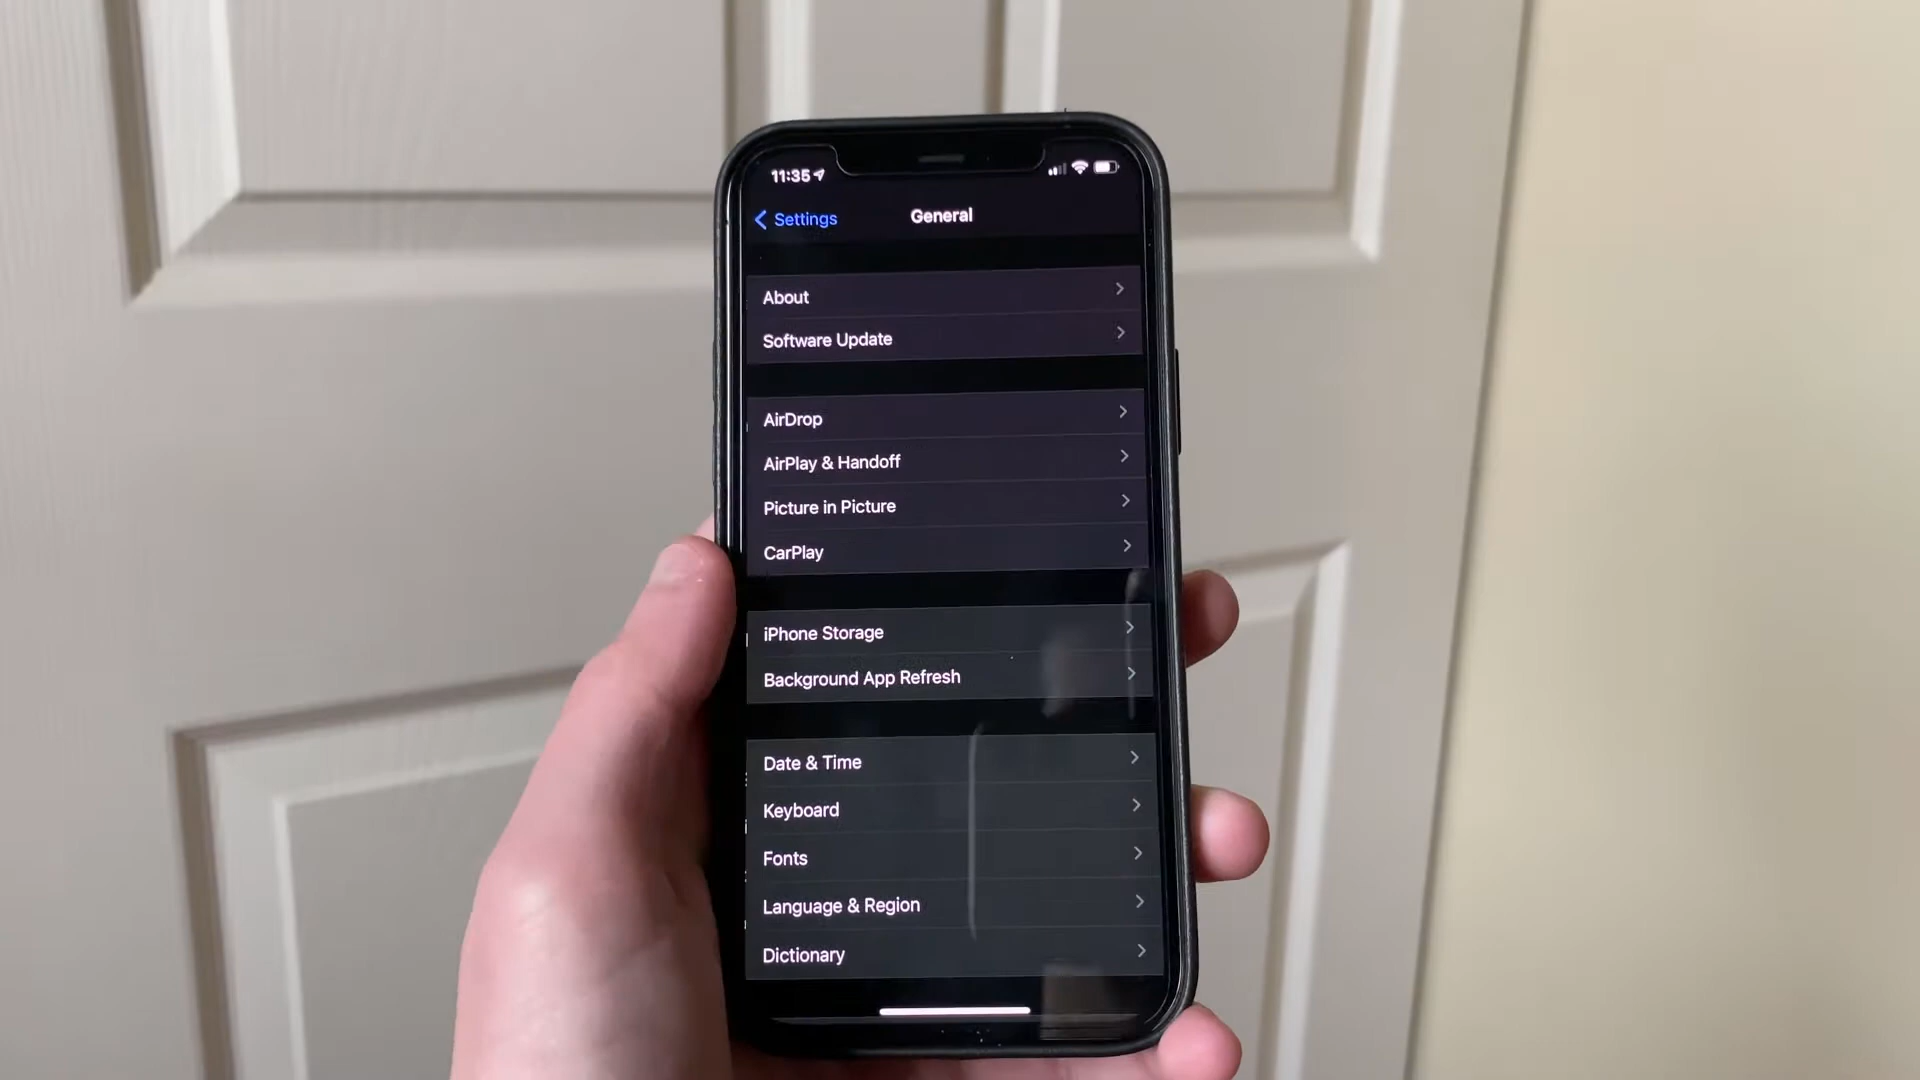 11:35
Settings
General
About
Software Update
AirDrop
AirPlay & Handoff
Picture in Picture
CarPlay
iPhone Storage
Background App Refresh
Date & Time
Keyboard
Fonts
Language & Region
Dictionary